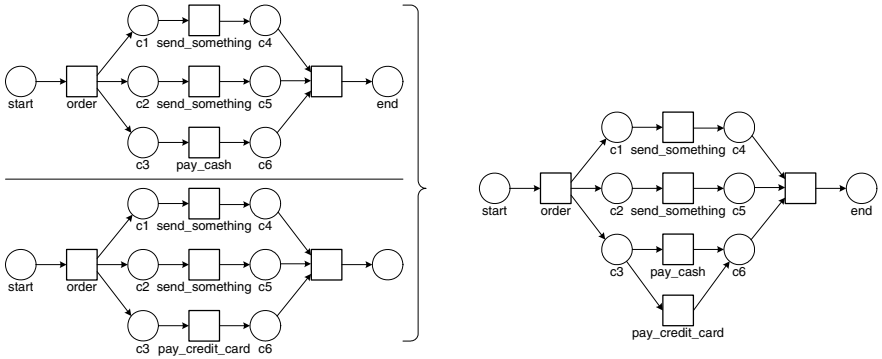 c1 send_something c4
start order c2 send_something c5 end
c3 pay_cash c6
c1 send_something c4
start order c2 send_something c5
c3 pay_credit_card c6
c1 send_something c4
start order c2 send_something c5 end
c3 pay_cash c6
pay_credit_card